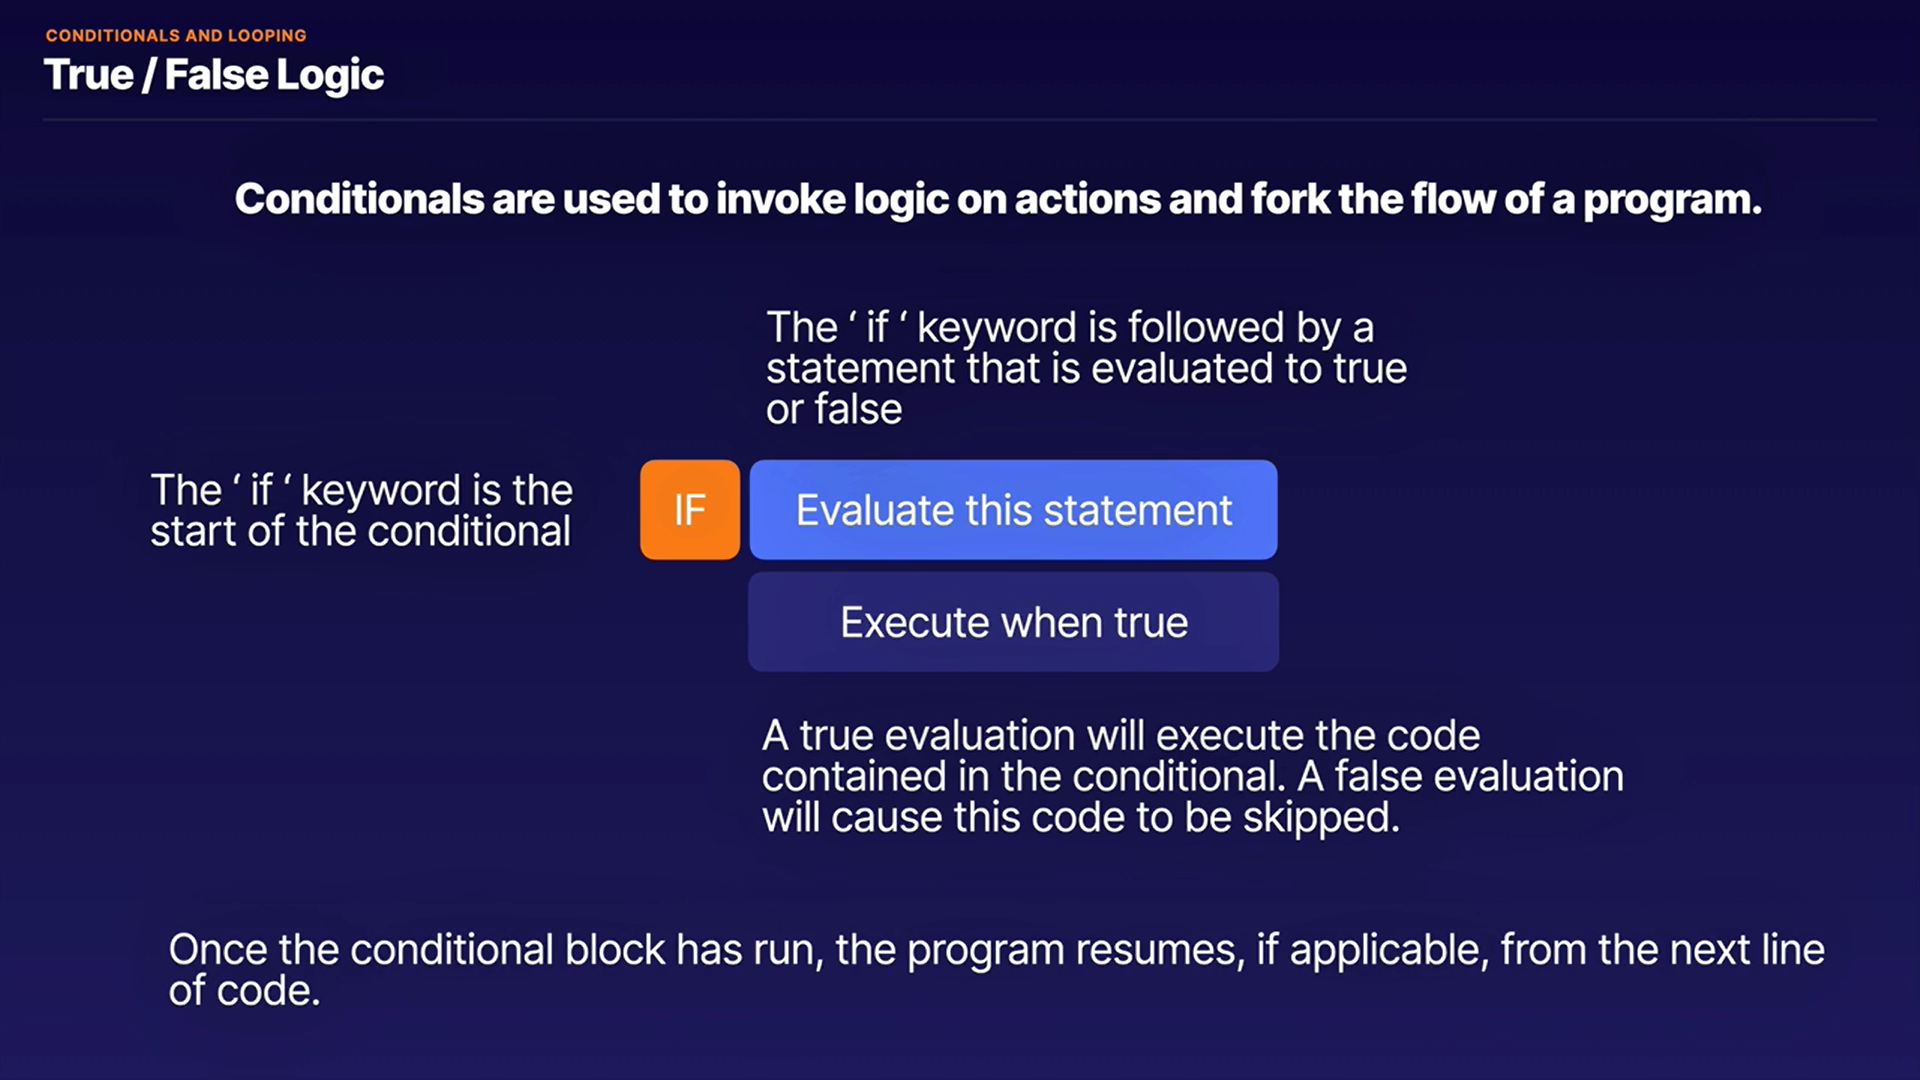 CONDITIONALS AND LOOPING
True / False Logic
Conditionals are used to invoke logic on actions and fork the flow of a program.
The ‘ if ‘ keyword is followed by a
statement that is evaluated to true
or false
The ‘ if ‘ keyword is the
start of the conditional
IF
Evaluate this statement
Execute when true
A true evaluation will execute the code
contained in the conditional. A false evaluation
will cause this code to be skipped.
Once the conditional block has run, the program resumes, if applicable, from the next line
of code.